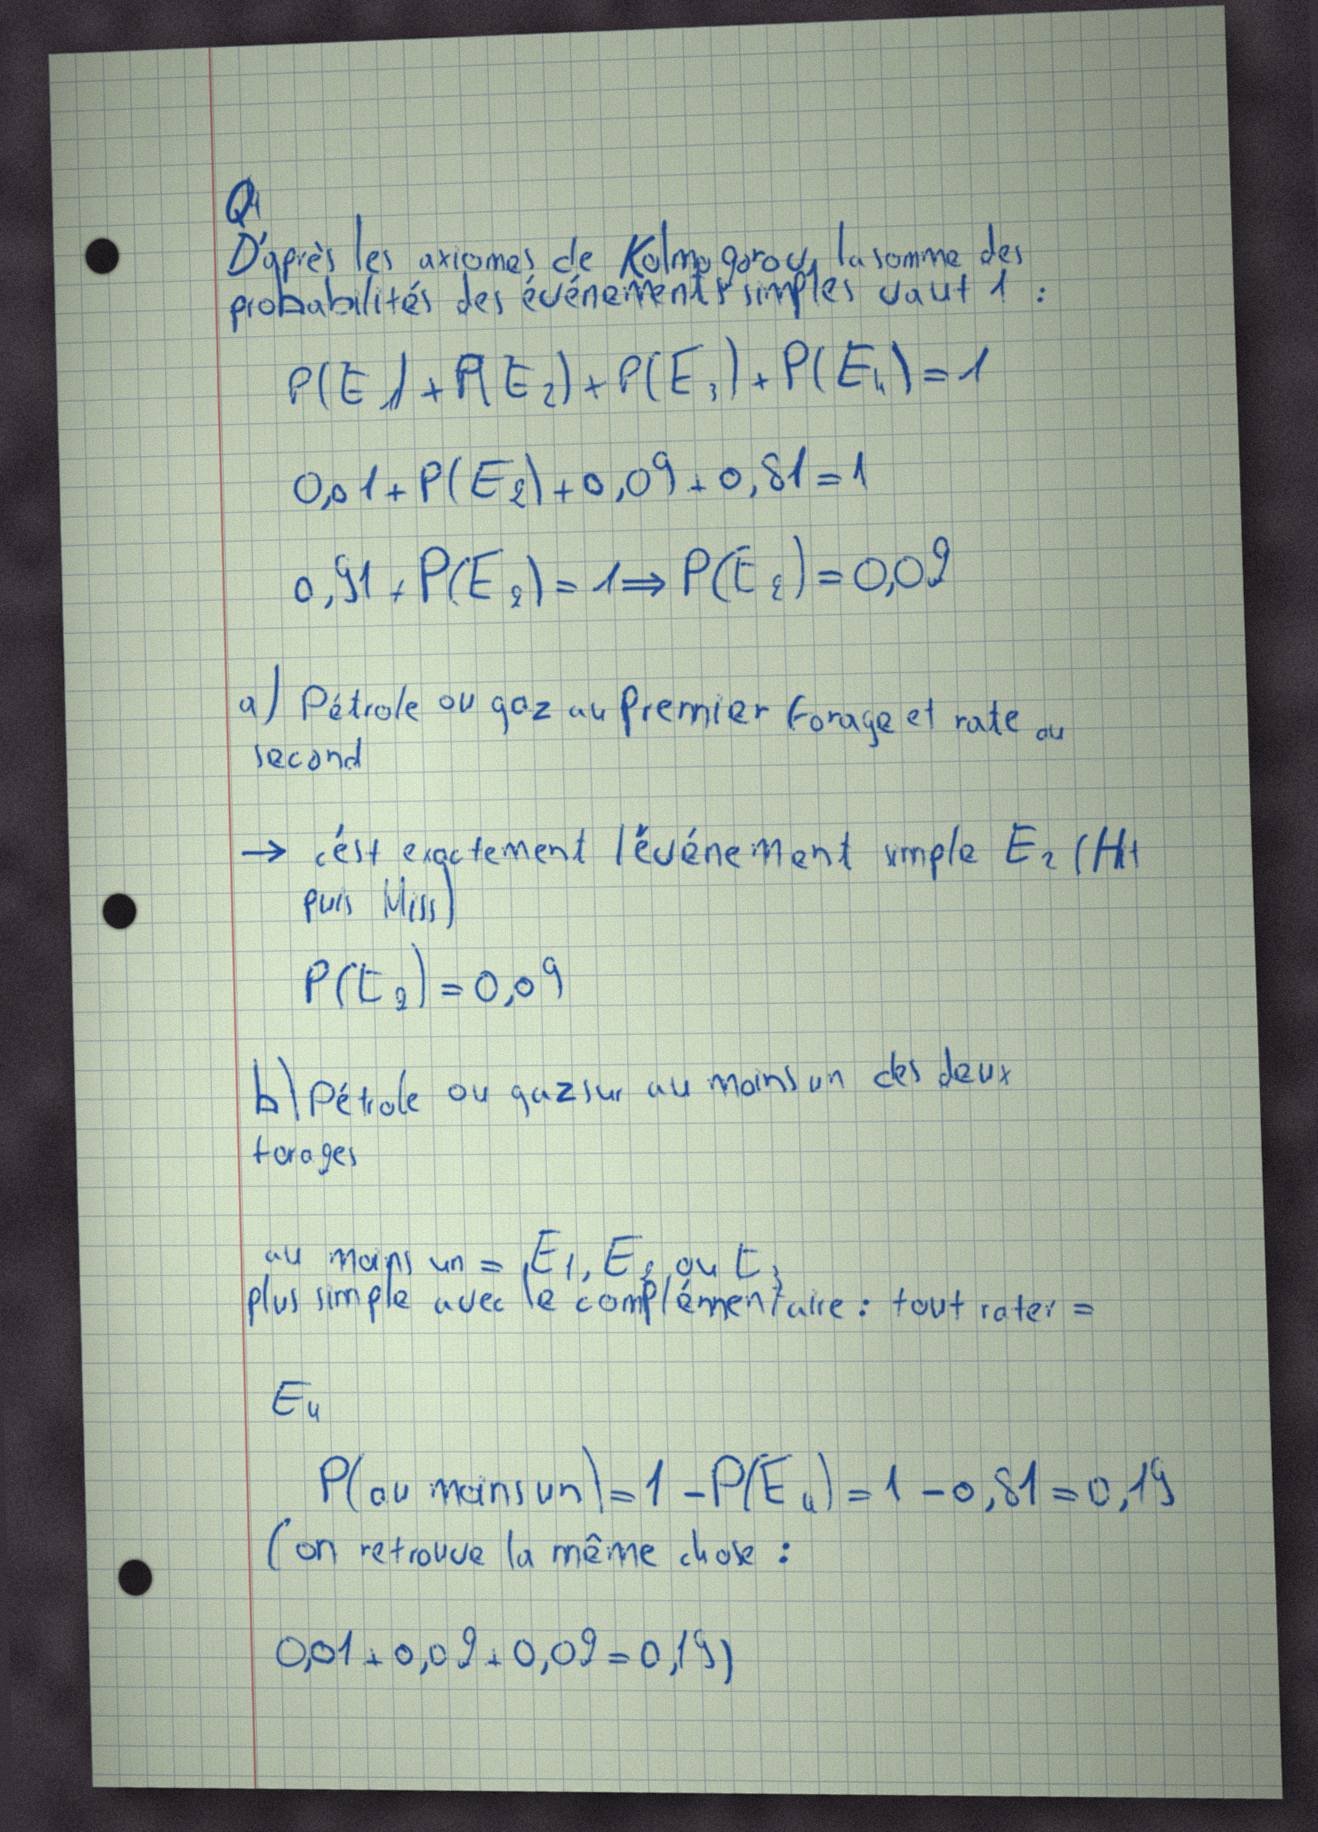 Q1
D'après les axiomes de Kolmogorov, la somme des
probabilités des événements simples vaut 1 :
P(E1) + P(E2) + P(E3) + P(E4) = 1
0,01 + P(E2) + 0,09 + 0,81 = 1
0,91 + P(E2) = 1 ⇒ P(E2) = 0,09
a) Pétrole ou gaz au premier forage et rate au
second
→ c'est exactement l'événement simple E2 (Hit
puis Miss)
P(E2) = 0,09
b) Pétrole ou gaz sur au moins un des deux
forages
au moins un = E1, E2 ou E3
plus simple avec le complémentaire : tout rater =
E4
P(au moins un) = 1 - P(E4) = 1 - 0,81 = 0,19
(on retrouve la même chose :
0,01 + 0,09 + 0,09 = 0,19)